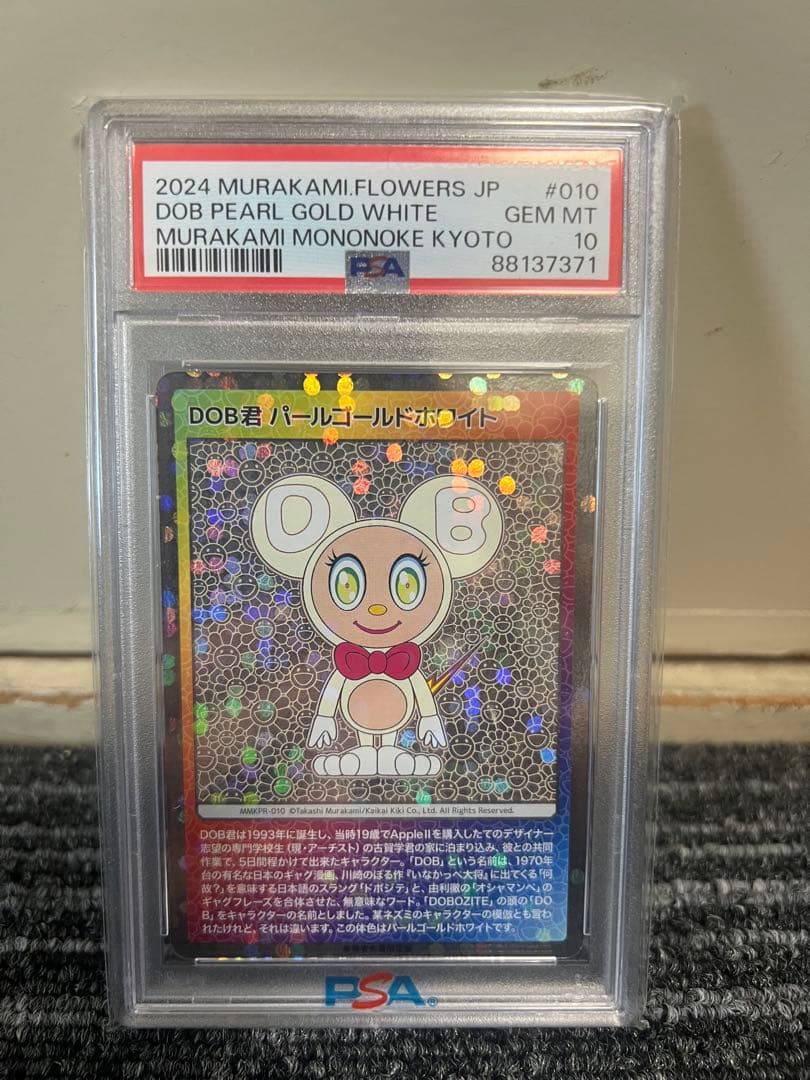 2024 MURAKAMI.FLOWERS JP #010
DOB PEARL GOLD WHITE GEM MT
MURAKAMI MONONOKE KYOTO 10
PSA 88137371
DOB君 パールゴールドホワイト
D B
MMKPR-010 ©Takashi Murakami/Kaikai Kiki Co., Ltd. All Rights Reserved.
DOB君は1993年に誕生し、当時19歳でAppleⅡを購入したてのデザイナー
志望の専門学校生（現・アーチスト）の古賀学君の家に泊まり込み、彼との共同
作業で、5日間程かけて出来たキャラクター。「DOB」という名前は、1970年
台の有名な日本のギャグ漫画、川崎のぼる作『いなかっぺ大将』に出てくる「何
故?」を意味する日本語のスラング「ドボジテ」と、由利徹の「オシャマンベ」の
ギャグフレーズを合体させた、無意味なワード。「DOBOZITE」の頭の「DO
B」をキャラクターの名前としました。某ネズミのキャラクターの模倣とも言わ
れたけれど、それは違います。この体色はパールゴールドホワイトです。
PSA®